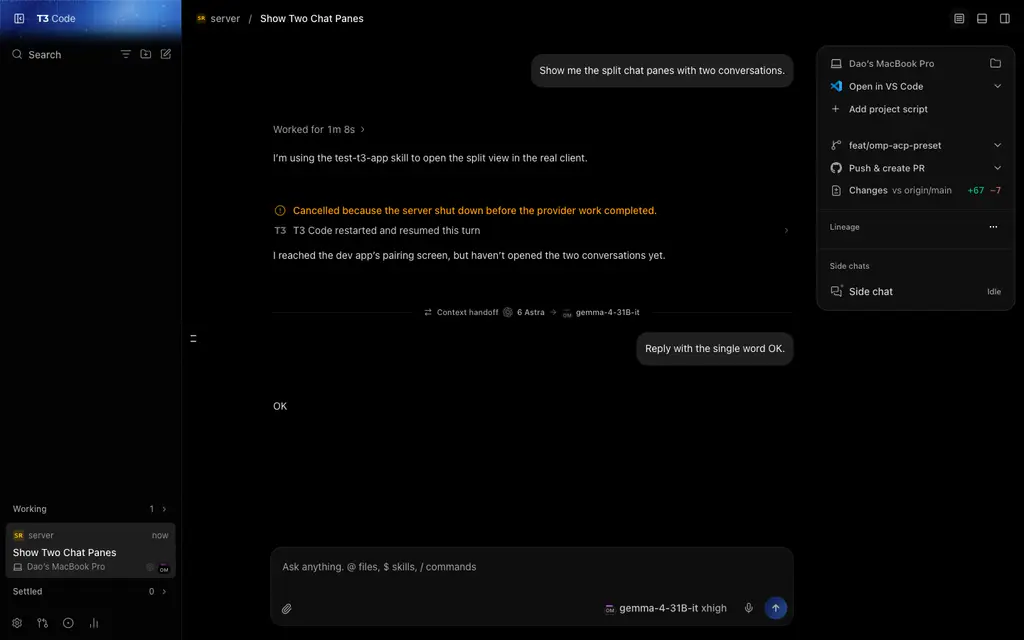 T3 Code
Search
Working 1
SR server now
Show Two Chat Panes
Dao's MacBook Pro
OM
Settled 0
SR server / Show Two Chat Panes
Show me the split chat panes with two conversations.
Worked for 1m 8s
I'm using the test-t3-app skill to open the split view in the real client.
Cancelled because the server shut down before the provider work completed.
T3 T3 Code restarted and resumed this turn
I reached the dev app's pairing screen, but haven't opened the two conversations yet.
Context handoff 6 Astra → OM gemma-4-31B-it
Reply with the single word OK.
OK
Ask anything. @ files, $ skills, / commands
OM gemma-4-31B-it xhigh
Dao's MacBook Pro
Open in VS Code
Add project script
feat/omp-acp-preset
Push & create PR
Changes vs origin/main +67 −7
Lineage
Side chats
Side chat Idle